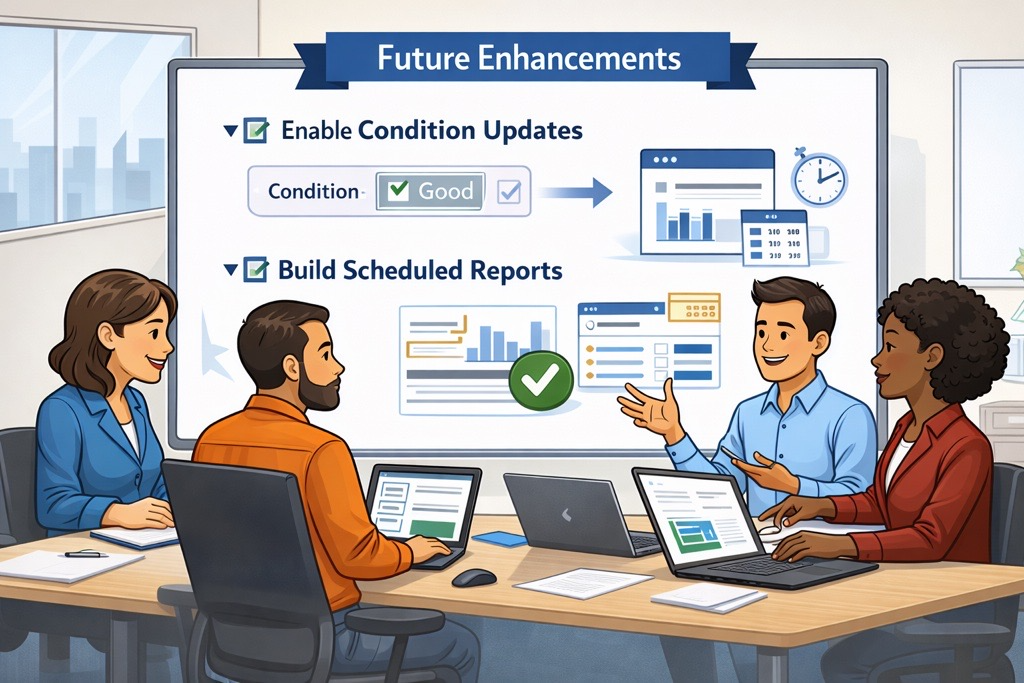 Future Enhancements
Enable Condition Updates
Condition
Good
Build Scheduled Reports